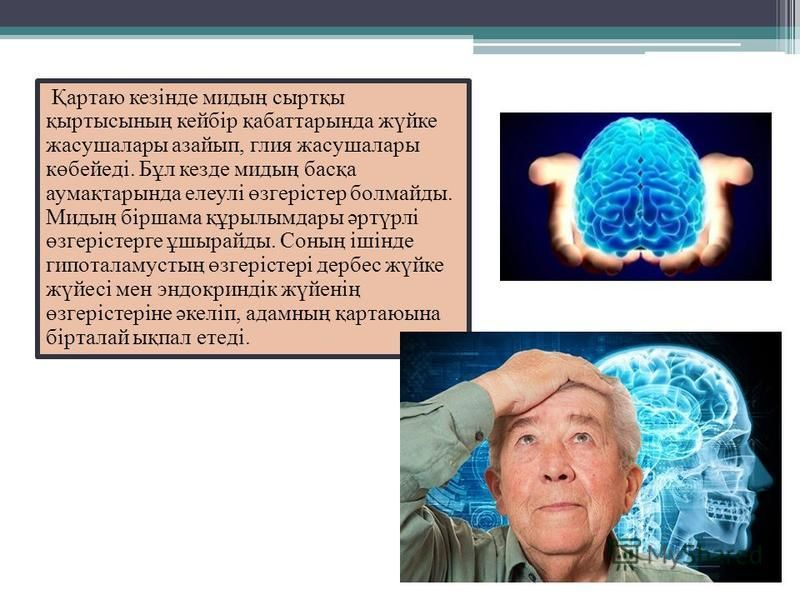 Қартаю кезінде мидың сыртқы
қыртысының кейбір қабаттарында жүйке
жасушалары азайып, глия жасушалары
көбейеді. Бұл кезде мидың басқа
аумақтарында елеулі өзгерістер болмайды.
Мидың біршама құрылымдары әртүрлі
өзгерістерге ұшырайды. Соның ішінде
гипоталамустың өзгерістері дербес жүйке
жүйесі мен эндокриндік жүйенің
өзгерістеріне әкеліп, адамның қартаюына
бірталай ықпал етеді.
MyShared